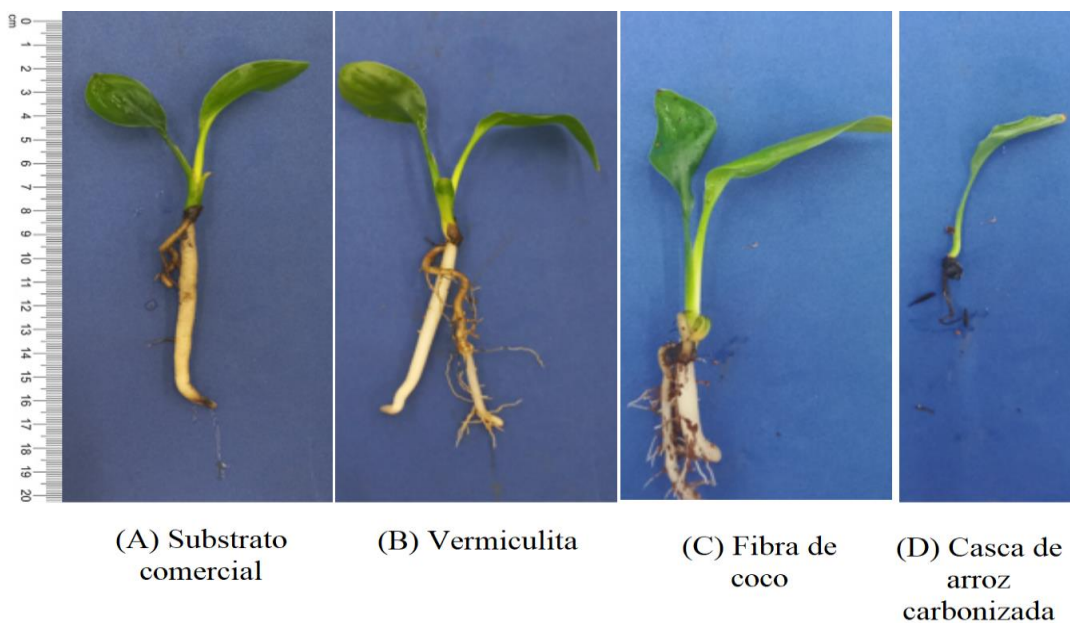 0
cm
1
2
3
4
5
6
7
8
9
10
11
12
13
14
15
16
17
18
19
20
(A) Substrato
comercial
(B) Vermiculita
(C) Fibra de
coco
(D) Casca de
arroz
carbonizada